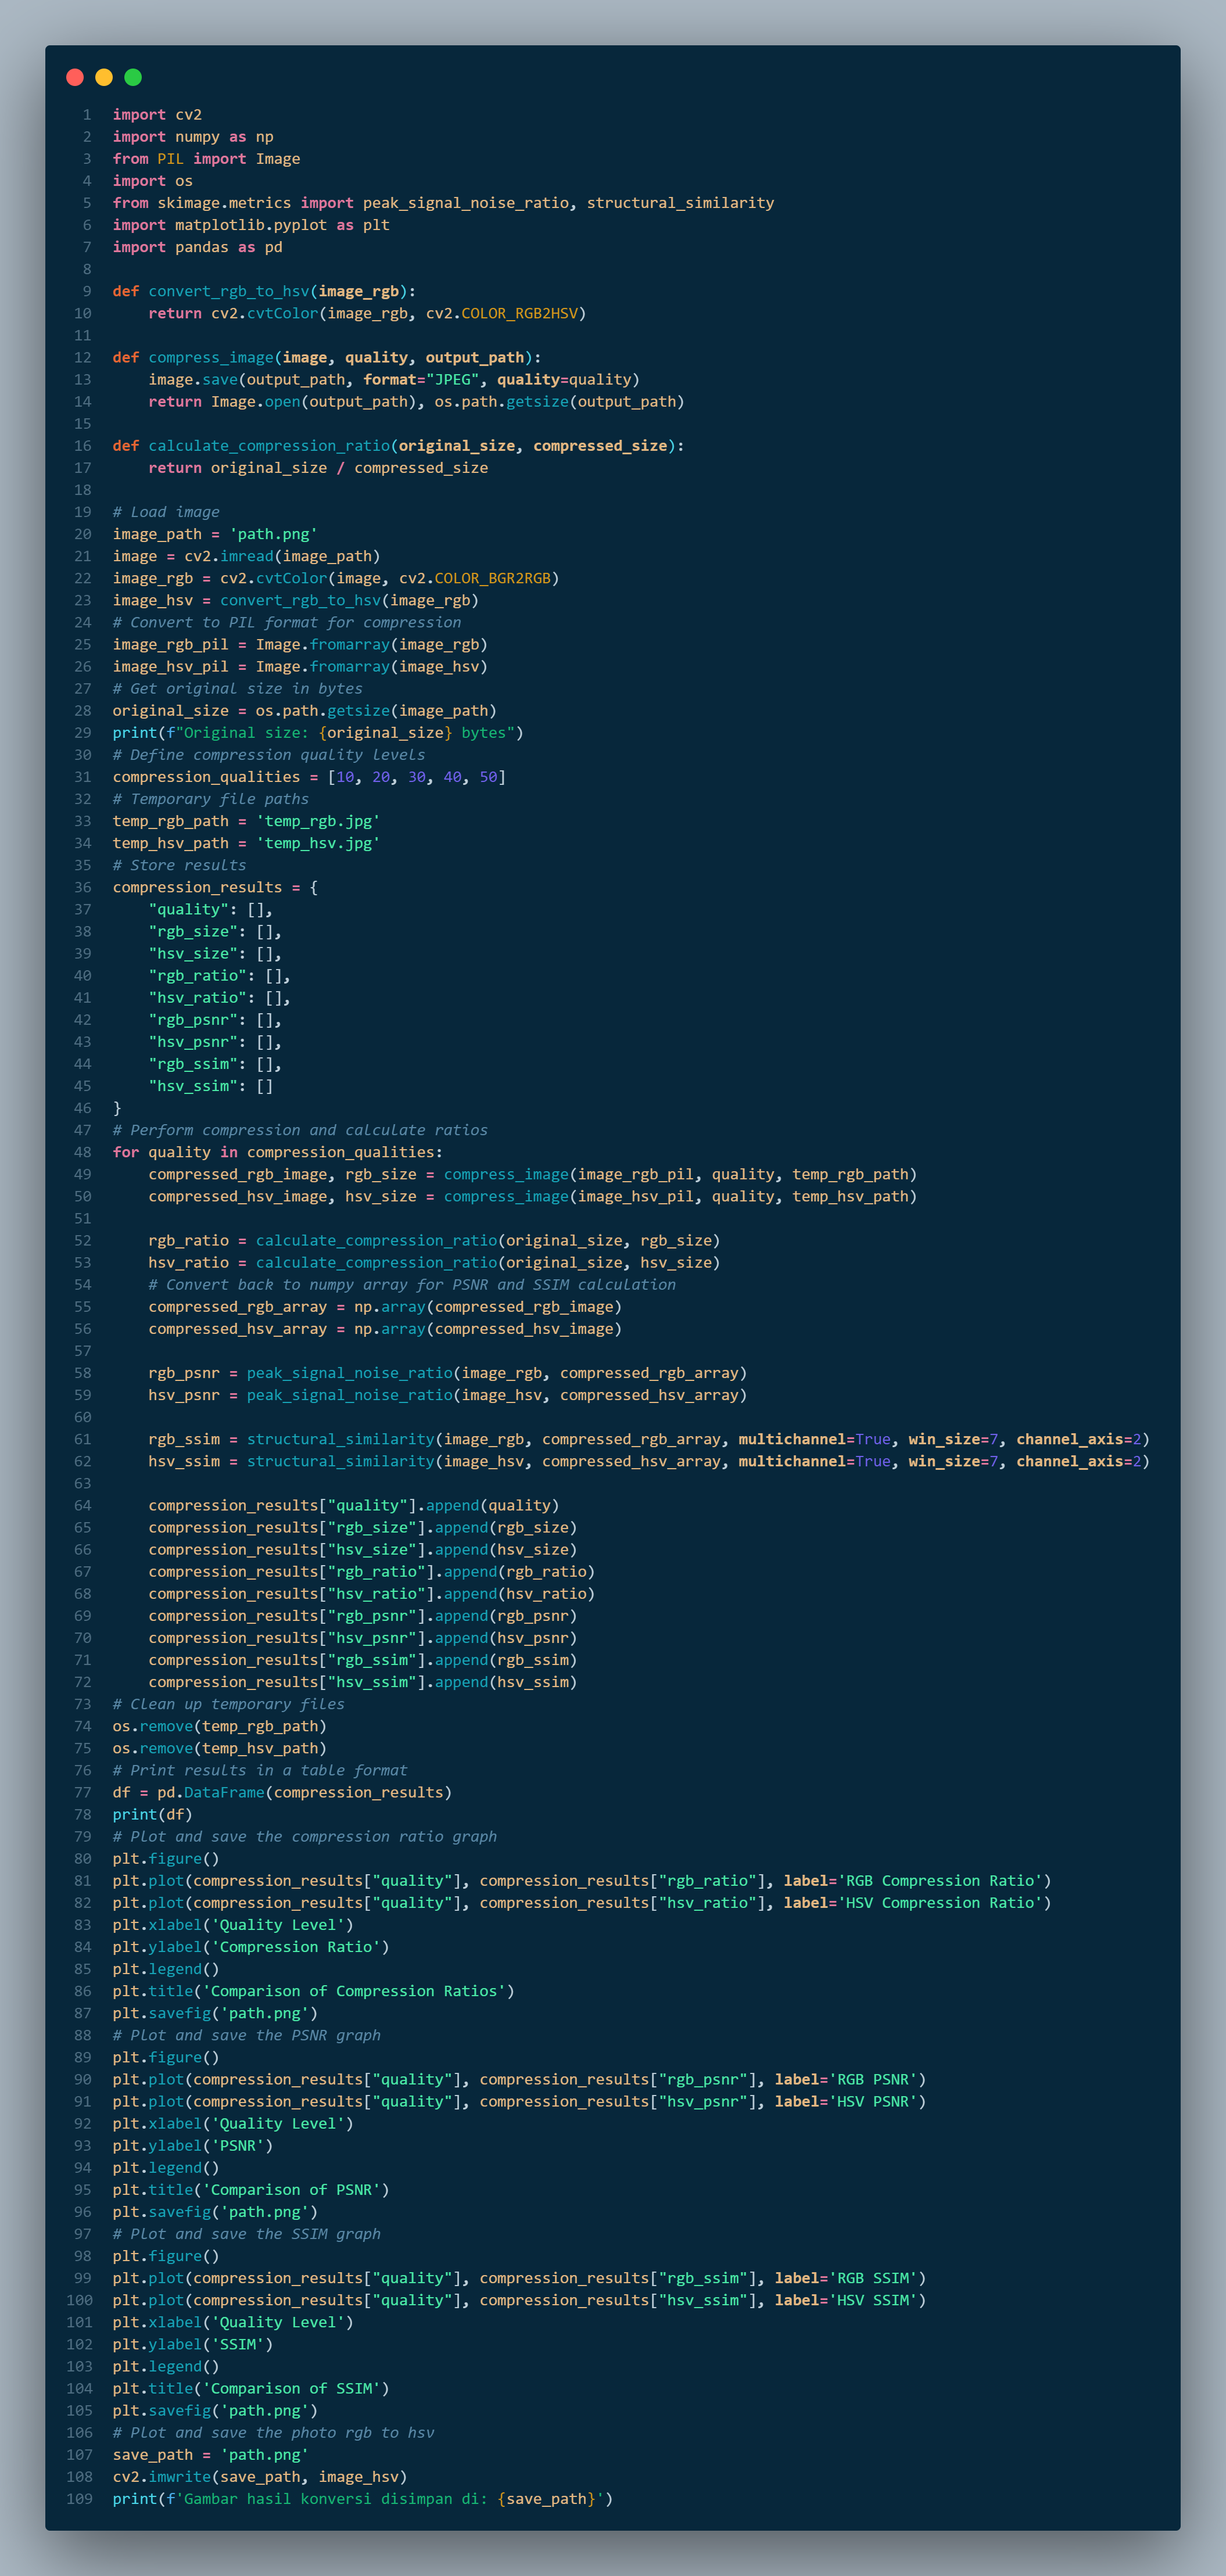 1 import cv2
2 import numpy as np
3 from PIL import Image
4 import os
5 from skimage.metrics import peak_signal_noise_ratio, structural_similarity
6 import matplotlib.pyplot as plt
7 import pandas as pd
8
9 def convert_rgb_to_hsv(image_rgb):
10     return cv2.cvtColor(image_rgb, cv2.COLOR_RGB2HSV)
11
12 def compress_image(image, quality, output_path):
13     image.save(output_path, format="JPEG", quality=quality)
14     return Image.open(output_path), os.path.getsize(output_path)
15
16 def calculate_compression_ratio(original_size, compressed_size):
17     return original_size / compressed_size
18
19 # Load image
20 image_path = 'path.png'
21 image = cv2.imread(image_path)
22 image_rgb = cv2.cvtColor(image, cv2.COLOR_BGR2RGB)
23 image_hsv = convert_rgb_to_hsv(image_rgb)
24 # Convert to PIL format for compression
25 image_rgb_pil = Image.fromarray(image_rgb)
26 image_hsv_pil = Image.fromarray(image_hsv)
27 # Get original size in bytes
28 original_size = os.path.getsize(image_path)
29 print(f"Original size: {original_size} bytes")
30 # Define compression quality levels
31 compression_qualities = [10, 20, 30, 40, 50]
32 # Temporary file paths
33 temp_rgb_path = 'temp_rgb.jpg'
34 temp_hsv_path = 'temp_hsv.jpg'
35 # Store results
36 compression_results = {
37     "quality": [],
38     "rgb_size": [],
39     "hsv_size": [],
40     "rgb_ratio": [],
41     "hsv_ratio": [],
42     "rgb_psnr": [],
43     "hsv_psnr": [],
44     "rgb_ssim": [],
45     "hsv_ssim": []
46 }
47 # Perform compression and calculate ratios
48 for quality in compression_qualities:
49     compressed_rgb_image, rgb_size = compress_image(image_rgb_pil, quality, temp_rgb_path)
50     compressed_hsv_image, hsv_size = compress_image(image_hsv_pil, quality, temp_hsv_path)
51
52     rgb_ratio = calculate_compression_ratio(original_size, rgb_size)
53     hsv_ratio = calculate_compression_ratio(original_size, hsv_size)
54     # Convert back to numpy array for PSNR and SSIM calculation
55     compressed_rgb_array = np.array(compressed_rgb_image)
56     compressed_hsv_array = np.array(compressed_hsv_image)
57
58     rgb_psnr = peak_signal_noise_ratio(image_rgb, compressed_rgb_array)
59     hsv_psnr = peak_signal_noise_ratio(image_hsv, compressed_hsv_array)
60
61     rgb_ssim = structural_similarity(image_rgb, compressed_rgb_array, multichannel=True, win_size=7, channel_axis=2)
62     hsv_ssim = structural_similarity(image_hsv, compressed_hsv_array, multichannel=True, win_size=7, channel_axis=2)
63
64     compression_results["quality"].append(quality)
65     compression_results["rgb_size"].append(rgb_size)
66     compression_results["hsv_size"].append(hsv_size)
67     compression_results["rgb_ratio"].append(rgb_ratio)
68     compression_results["hsv_ratio"].append(hsv_ratio)
69     compression_results["rgb_psnr"].append(rgb_psnr)
70     compression_results["hsv_psnr"].append(hsv_psnr)
71     compression_results["rgb_ssim"].append(rgb_ssim)
72     compression_results["hsv_ssim"].append(hsv_ssim)
73 # Clean up temporary files
74 os.remove(temp_rgb_path)
75 os.remove(temp_hsv_path)
76 # Print results in a table format
77 df = pd.DataFrame(compression_results)
78 print(df)
79 # Plot and save the compression ratio graph
80 plt.figure()
81 plt.plot(compression_results["quality"], compression_results["rgb_ratio"], label='RGB Compression Ratio')
82 plt.plot(compression_results["quality"], compression_results["hsv_ratio"], label='HSV Compression Ratio')
83 plt.xlabel('Quality Level')
84 plt.ylabel('Compression Ratio')
85 plt.legend()
86 plt.title('Comparison of Compression Ratios')
87 plt.savefig('path.png')
88 # Plot and save the PSNR graph
89 plt.figure()
90 plt.plot(compression_results["quality"], compression_results["rgb_psnr"], label='RGB PSNR')
91 plt.plot(compression_results["quality"], compression_results["hsv_psnr"], label='HSV PSNR')
92 plt.xlabel('Quality Level')
93 plt.ylabel('PSNR')
94 plt.legend()
95 plt.title('Comparison of PSNR')
96 plt.savefig('path.png')
97 # Plot and save the SSIM graph
98 plt.figure()
99 plt.plot(compression_results["quality"], compression_results["rgb_ssim"], label='RGB SSIM')
100 plt.plot(compression_results["quality"], compression_results["hsv_ssim"], label='HSV SSIM')
101 plt.xlabel('Quality Level')
102 plt.ylabel('SSIM')
103 plt.legend()
104 plt.title('Comparison of SSIM')
105 plt.savefig('path.png')
106 # Plot and save the photo rgb to hsv
107 save_path = 'path.png'
108 cv2.imwrite(save_path, image_hsv)
109 print(f'Gambar hasil konversi disimpan di: {save_path}')